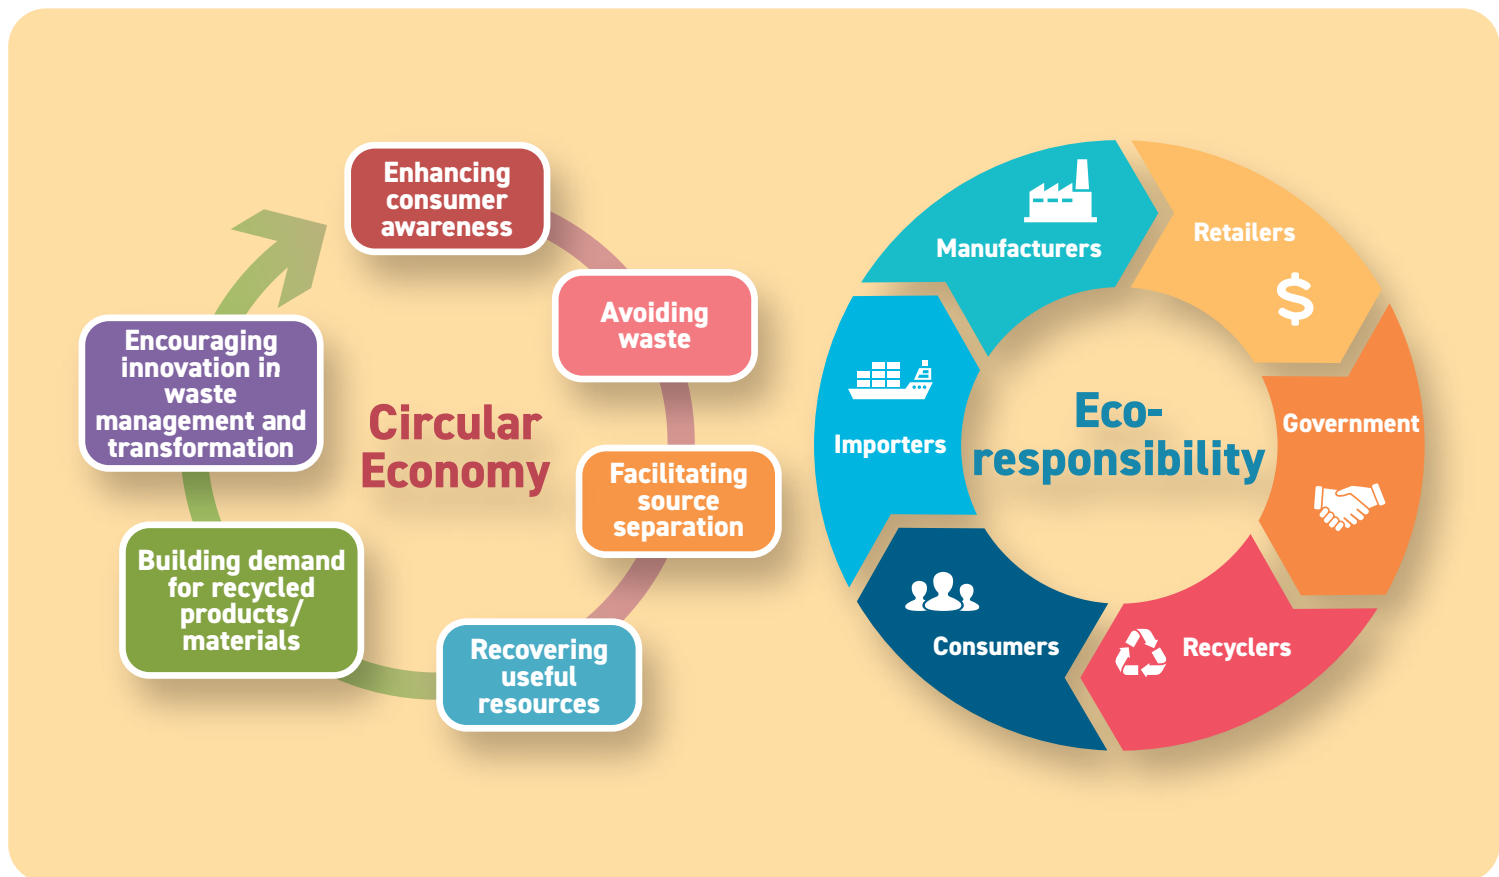 Enhancing
consumer
awareness
Avoiding
waste
Facilitating
source
separation
Recovering
useful
resources
Building demand
for recycled
products/
materials
Encouraging
innovation in
waste
management and
transformation
Circular
Economy
Manufacturers
Retailers
$
Government
Recyclers
Consumers
Importers
Eco-
responsibility